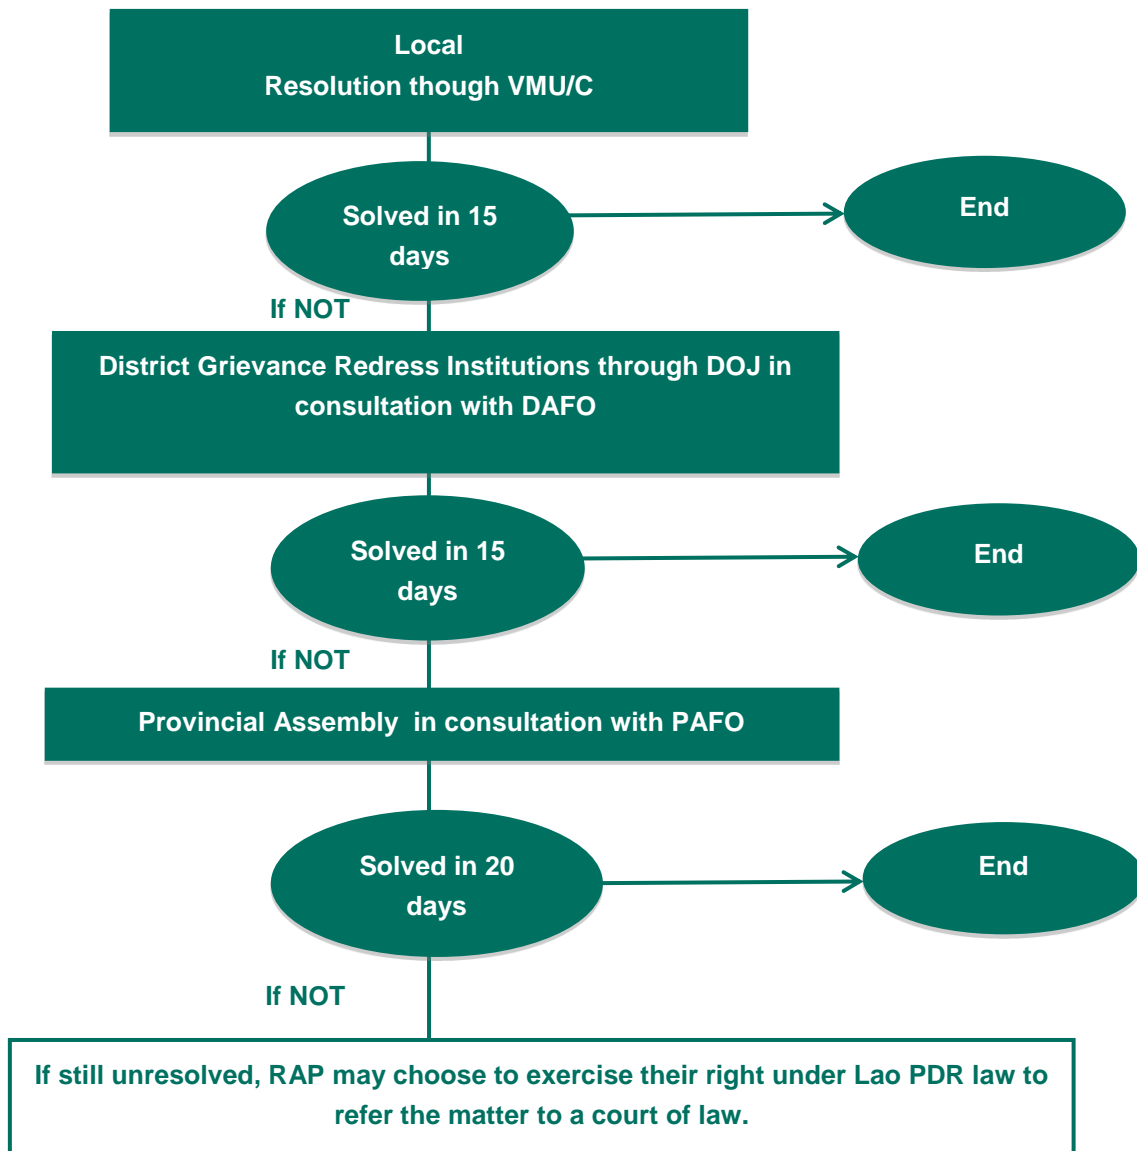 Local
Resolution though VMU/C
Solved in 15
days
End
If NOT
District Grievance Redress Institutions through DOJ in
consultation with DAFO
Solved in 15
days
End
If NOT
Provincial Assembly in consultation with PAFO
Solved in 20
days
End
If NOT
If still unresolved, RAP may choose to exercise their right under Lao PDR law to
refer the matter to a court of law.